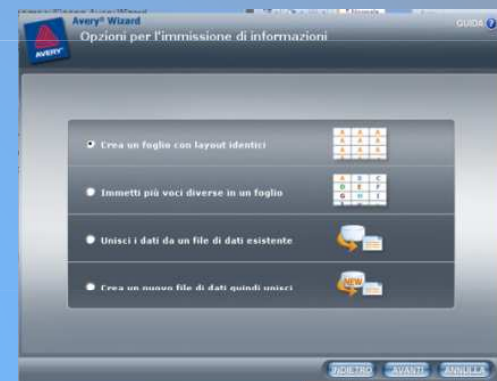 Avery® Wizard
Opzioni per l'immissione di informazioni
GUIDA ?
AVERY
Crea un foglio con layout identici
A A A
A A A
A A A
Immetti più voci diverse in un foglio
A B C
D E F
G H I
Unisci i dati da un file di dati esistente
Crea un nuovo file di dati quindi unisci
NEW
INDIETRO AVANTI ANNULLA